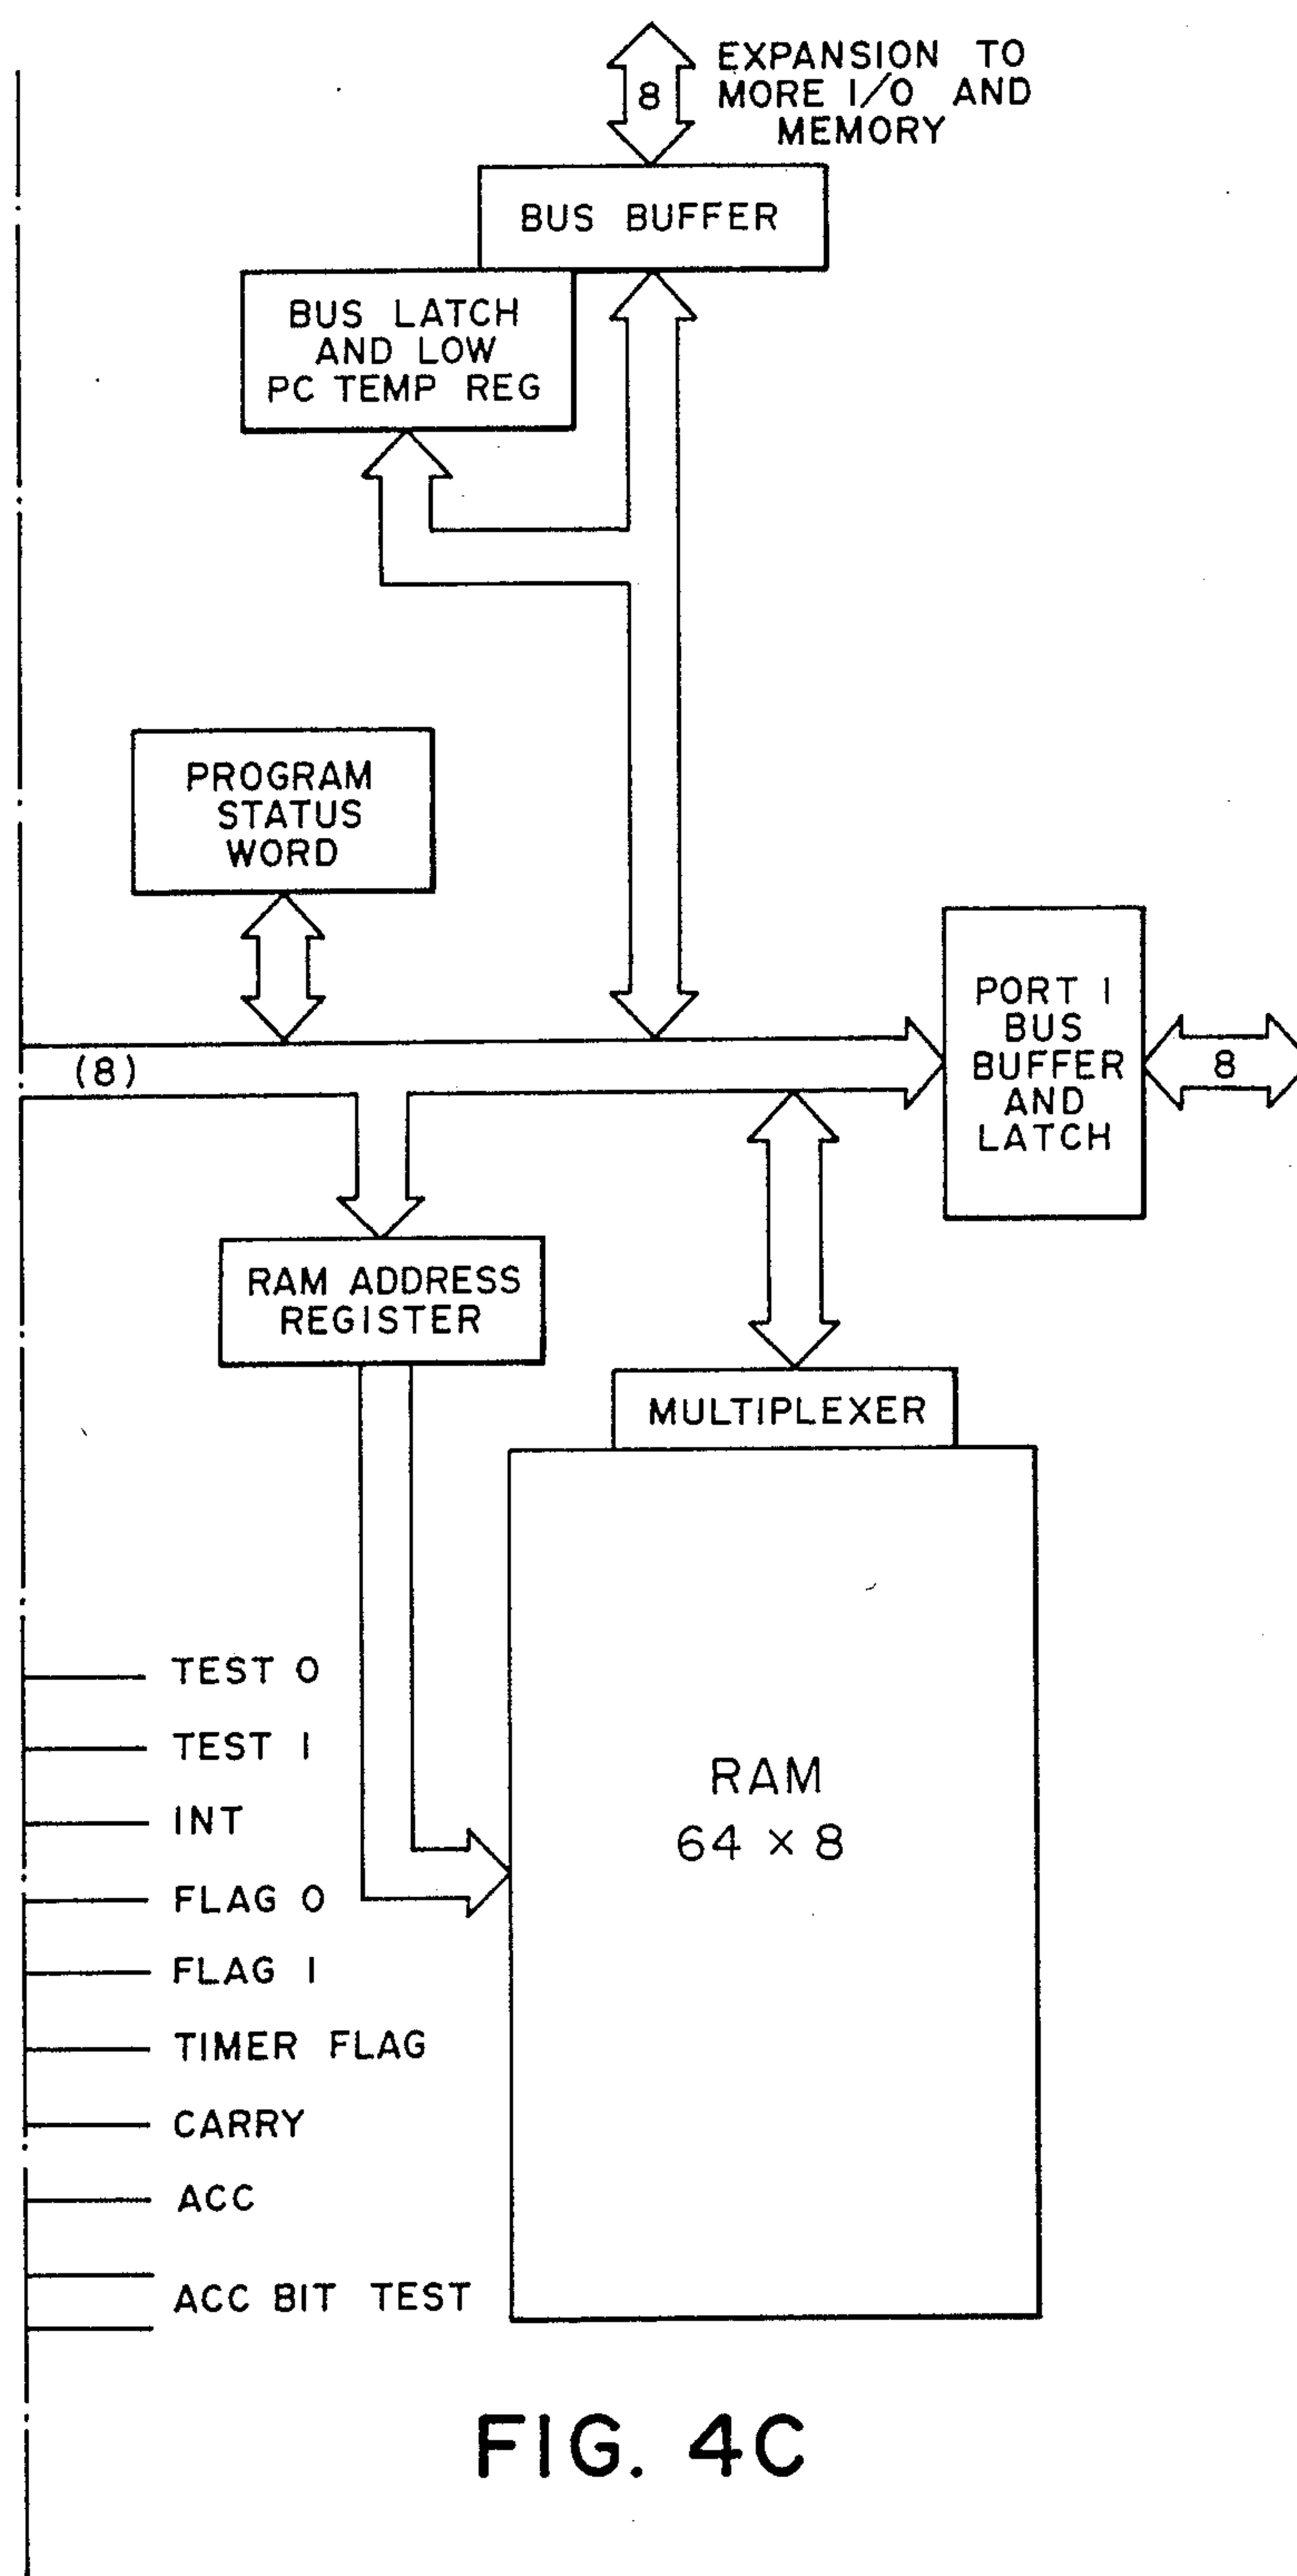 EXPANSION TO
MORE I/O AND
MEMORY
8
BUS BUFFER
BUS LATCH
AND LOW
PC TEMP REG
PROGRAM
STATUS
WORD
(8)
PORT 1
BUS
BUFFER
AND
LATCH
8
RAM ADDRESS
REGISTER
MULTIPLEXER
RAM
64 × 8
TEST 0
TEST 1
INT
FLAG 0
FLAG 1
TIMER FLAG
CARRY
ACC
ACC BIT TEST
FIG. 4C